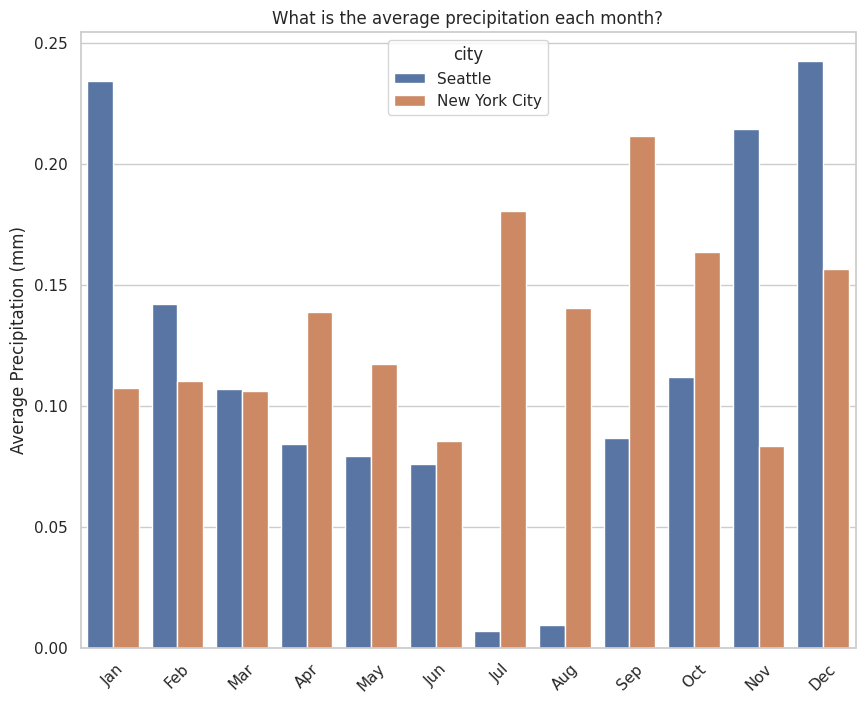 What is the average precipitation each month?
city
Seattle
New York City
Average Precipitation (mm)
0.25
0.20
0.15
0.10
0.05
0.00
Jan Feb Mar Apr May Jun Jul Aug Sep Oct Nov Dec